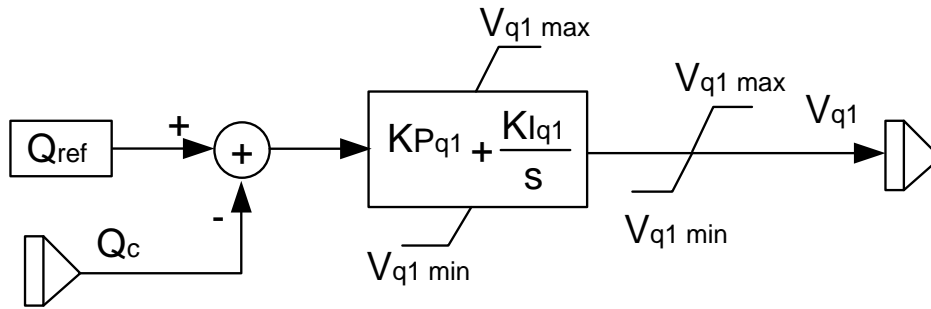 Vq1 max
Vq1 max
Vq1
+
Qref
+
KPq1 + KIq1/s
-
Qc
Vq1 min
Vq1 min